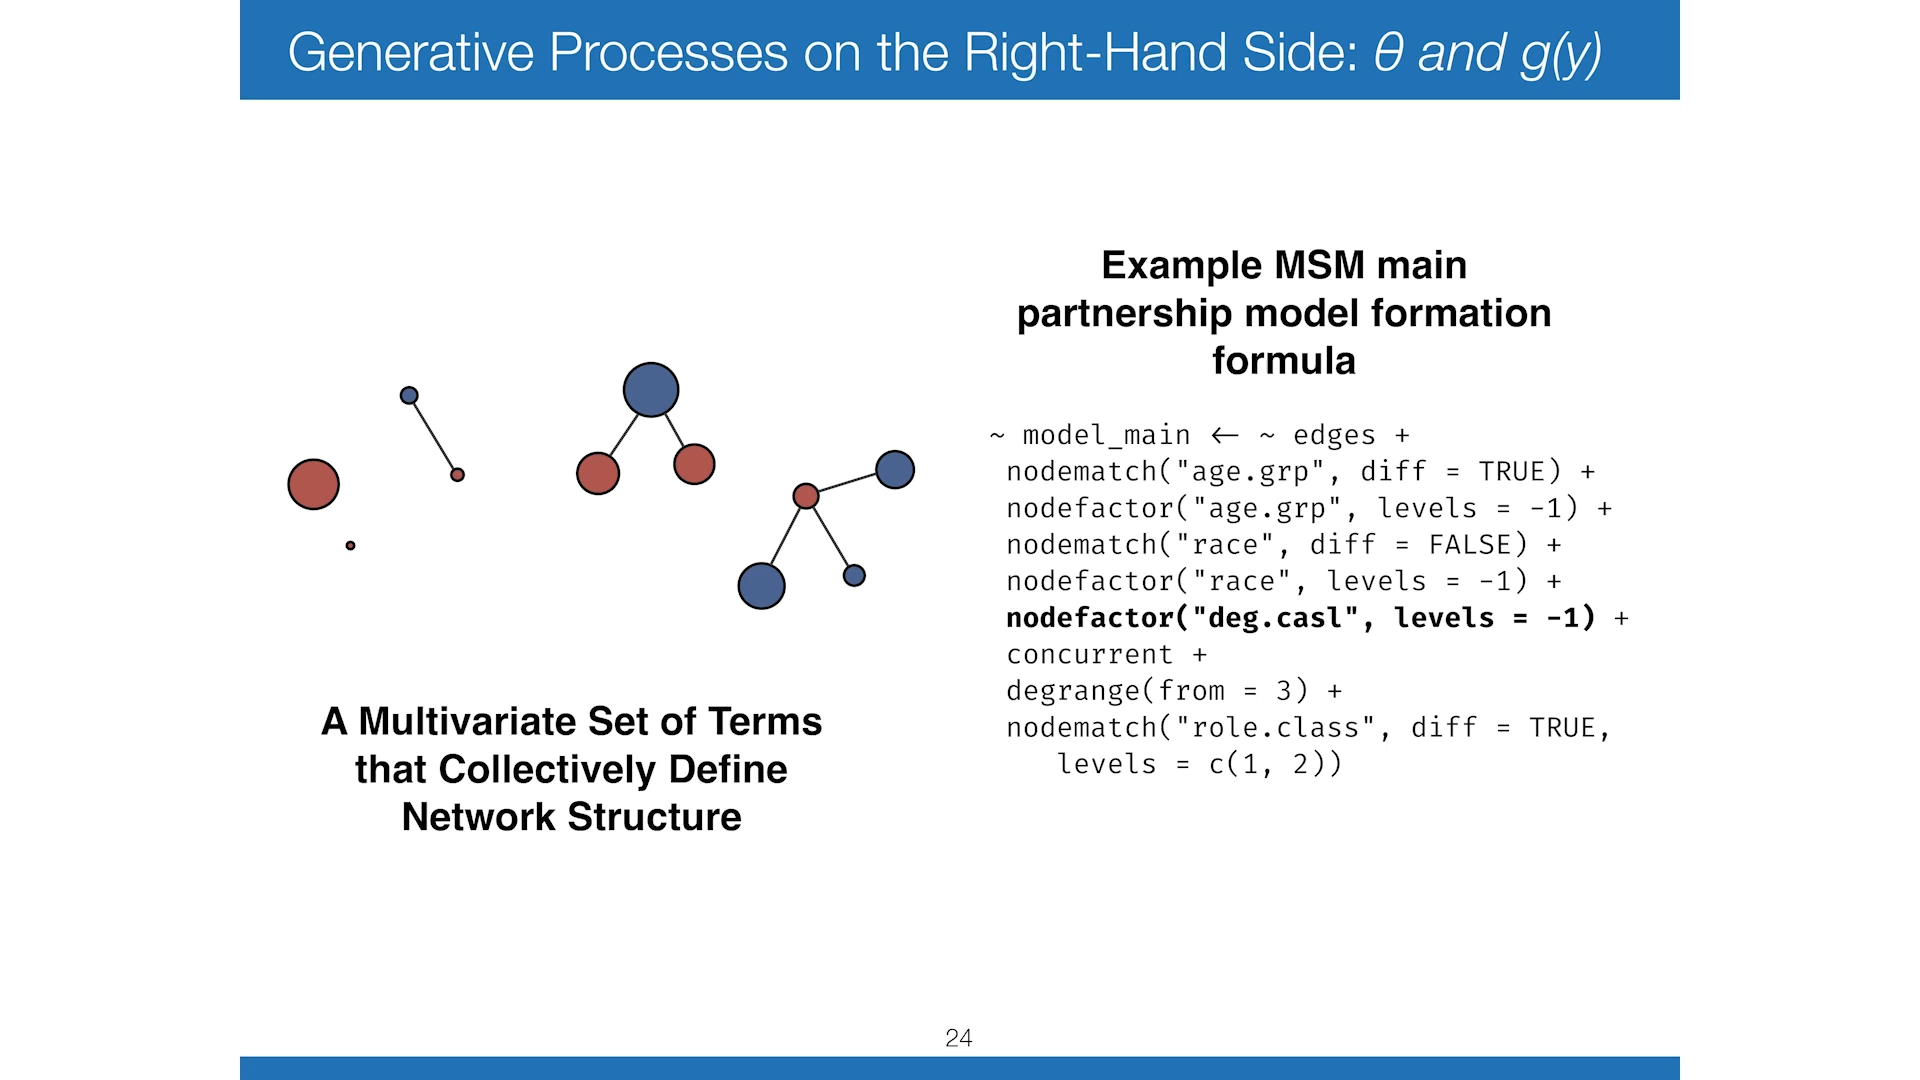 Generative Processes on the Right-Hand Side: θ and g(y)
Example MSM main
partnership model formation
formula
~ model_main ← ~ edges +
nodematch("age.grp", diff = TRUE) +
nodefactor("age.grp", levels = -1) +
nodematch("race", diff = FALSE) +
nodefactor("race", levels = -1) +
nodefactor("deg.casl", levels = -1) +
concurrent +
degrange(from = 3) +
nodematch("role.class", diff = TRUE,
levels = c(1, 2))
A Multivariate Set of Terms
that Collectively Define
Network Structure
24